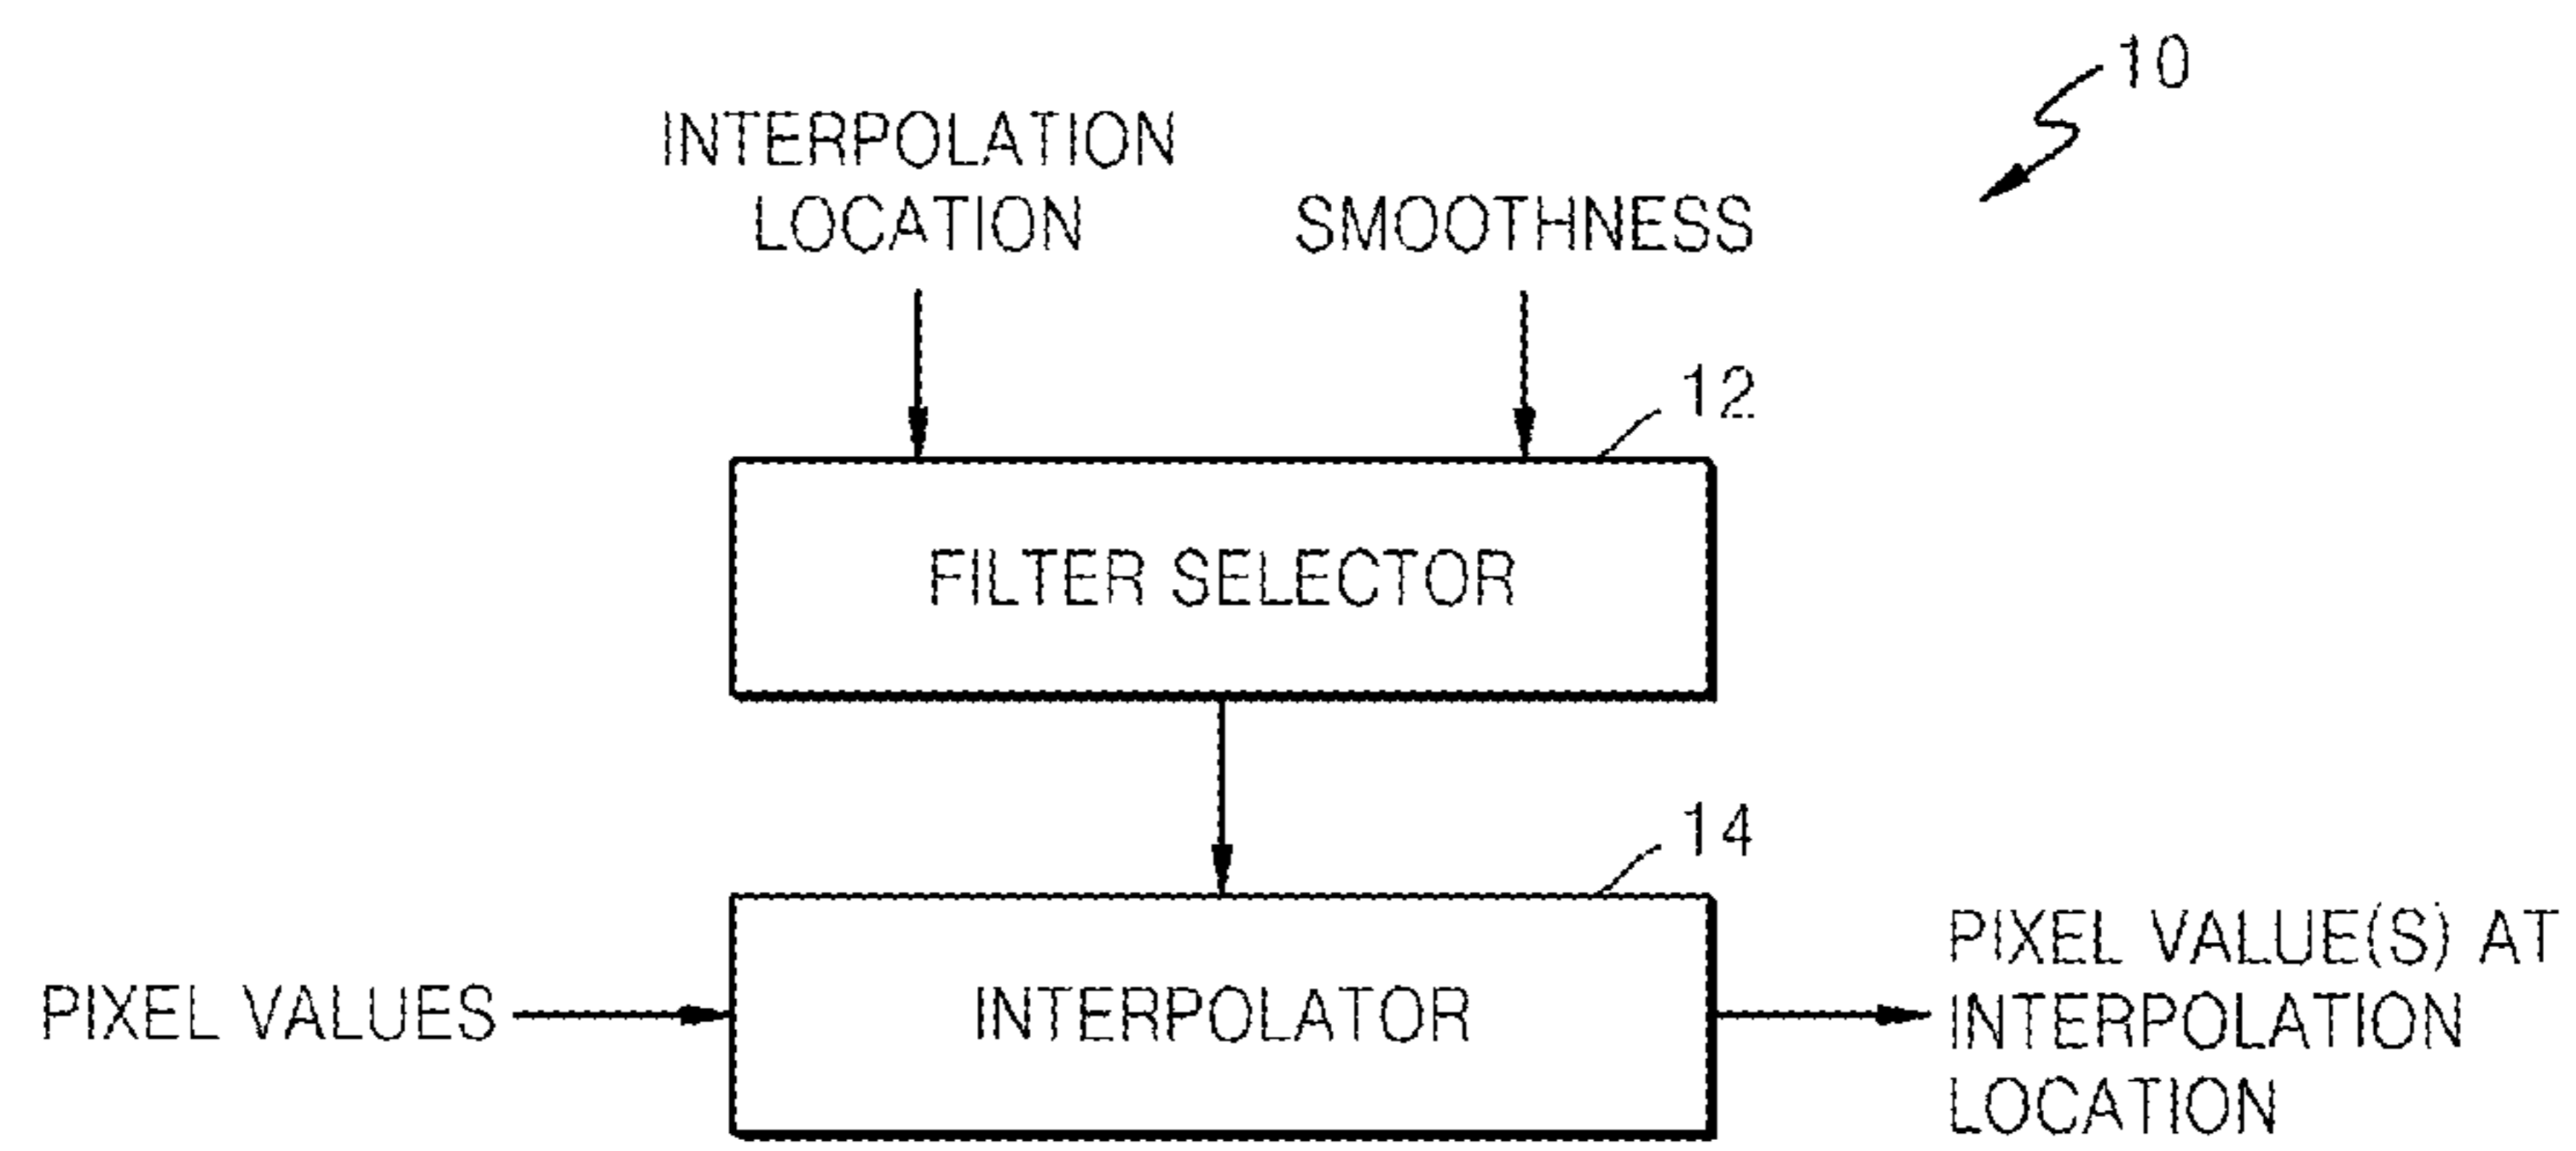 10
INTERPOLATION
LOCATION
SMOOTHNESS
12
FILTER SELECTOR
14
PIXEL VALUES
INTERPOLATOR
PIXEL VALUE(S) AT
INTERPOLATION
LOCATION